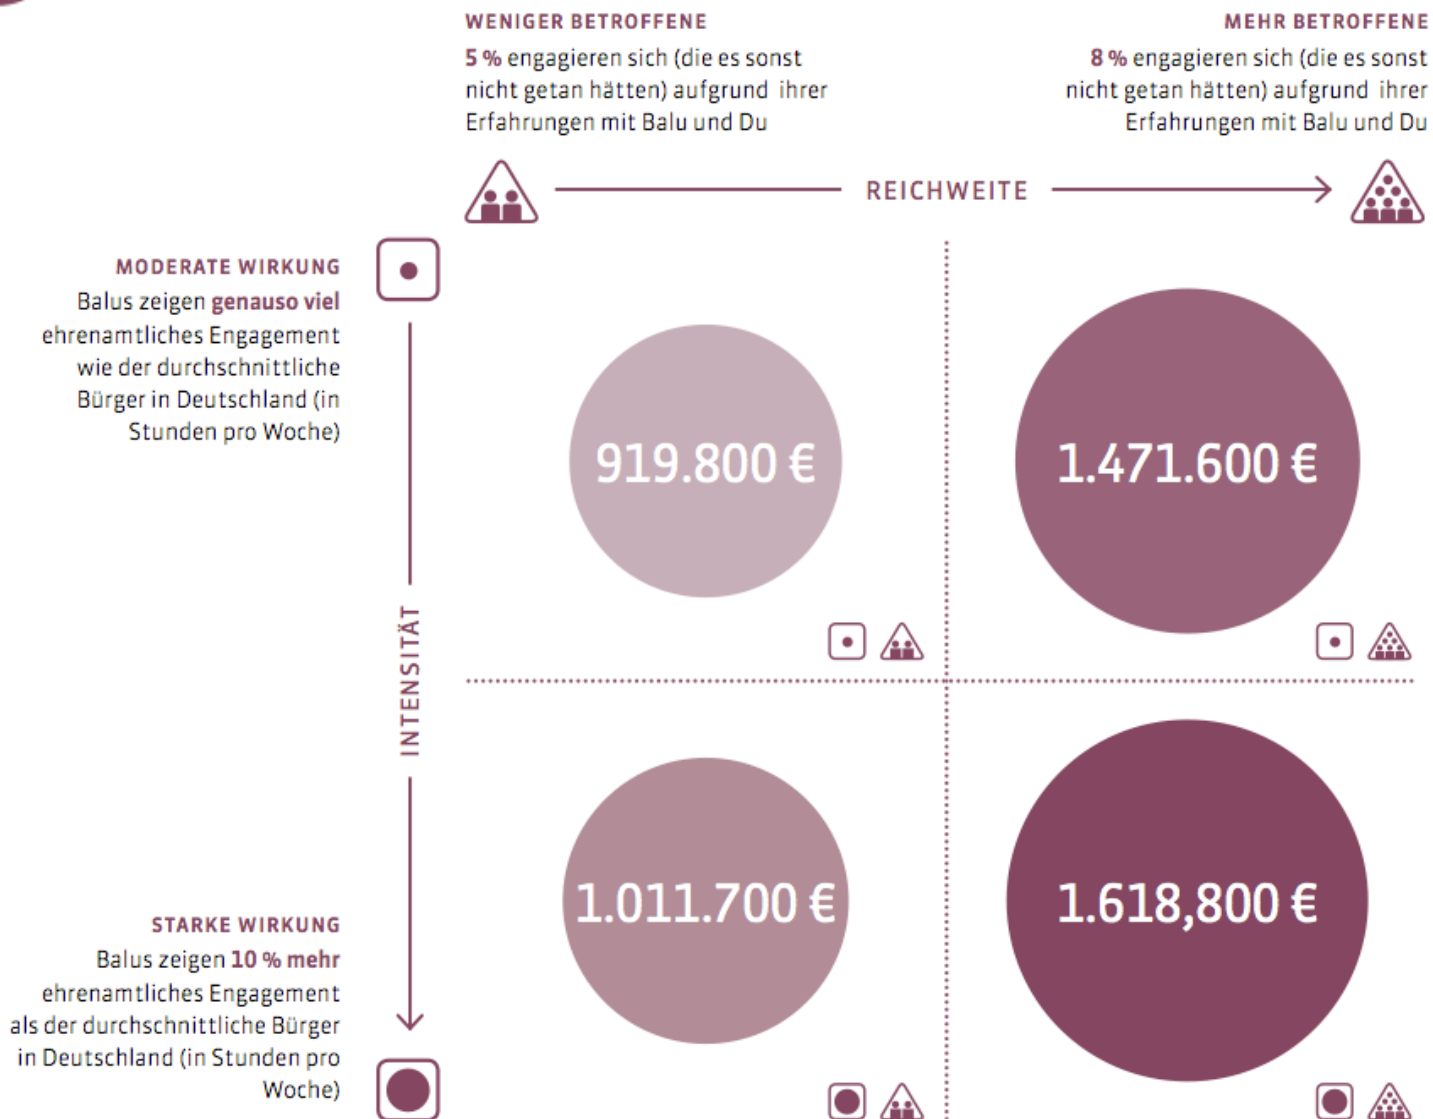 WENIGER BETROFFENE
5 % engagieren sich (die es sonst
nicht getan hätten) aufgrund ihrer
Erfahrungen mit Balu und Du
MEHR BETROFFENE
8 % engagieren sich (die es sonst
nicht getan hätten) aufgrund ihrer
Erfahrungen mit Balu und Du
REICHWEITE
MODERATE WIRKUNG
Balus zeigen genauso viel
ehrenamtliches Engagement
wie der durchschnittliche
Bürger in Deutschland (in
Stunden pro Woche)
919.800 €
1.471.600 €
INTENSITÄT
1.011.700 €
1.618,800 €
STARKE WIRKUNG
Balus zeigen 10 % mehr
ehrenamtliches Engagement
als der durchschnittliche Bürger
in Deutschland (in Stunden pro
Woche)